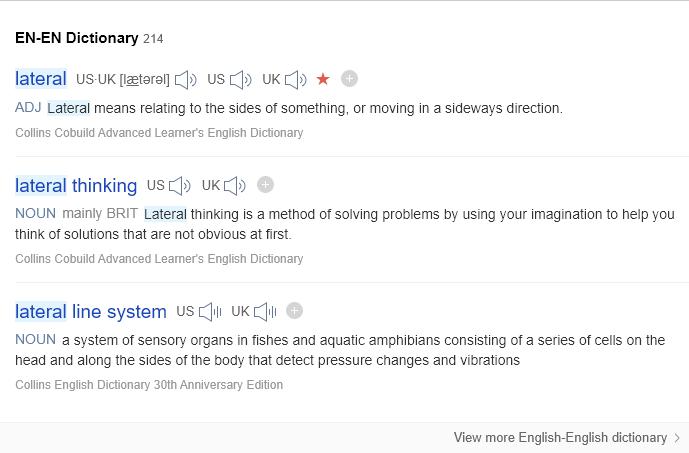 EN-EN Dictionary 214
lateral US·UK [lætərəl] US UK
ADJ Lateral means relating to the sides of something, or moving in a sideways direction.
Collins Cobuild Advanced Learner's English Dictionary
lateral thinking US UK
NOUN mainly BRIT Lateral thinking is a method of solving problems by using your imagination to help you
think of solutions that are not obvious at first.
Collins Cobuild Advanced Learner's English Dictionary
lateral line system US UK
NOUN a system of sensory organs in fishes and aquatic amphibians consisting of a series of cells on the
head and along the sides of the body that detect pressure changes and vibrations
Collins English Dictionary 30th Anniversary Edition
View more English-English dictionary